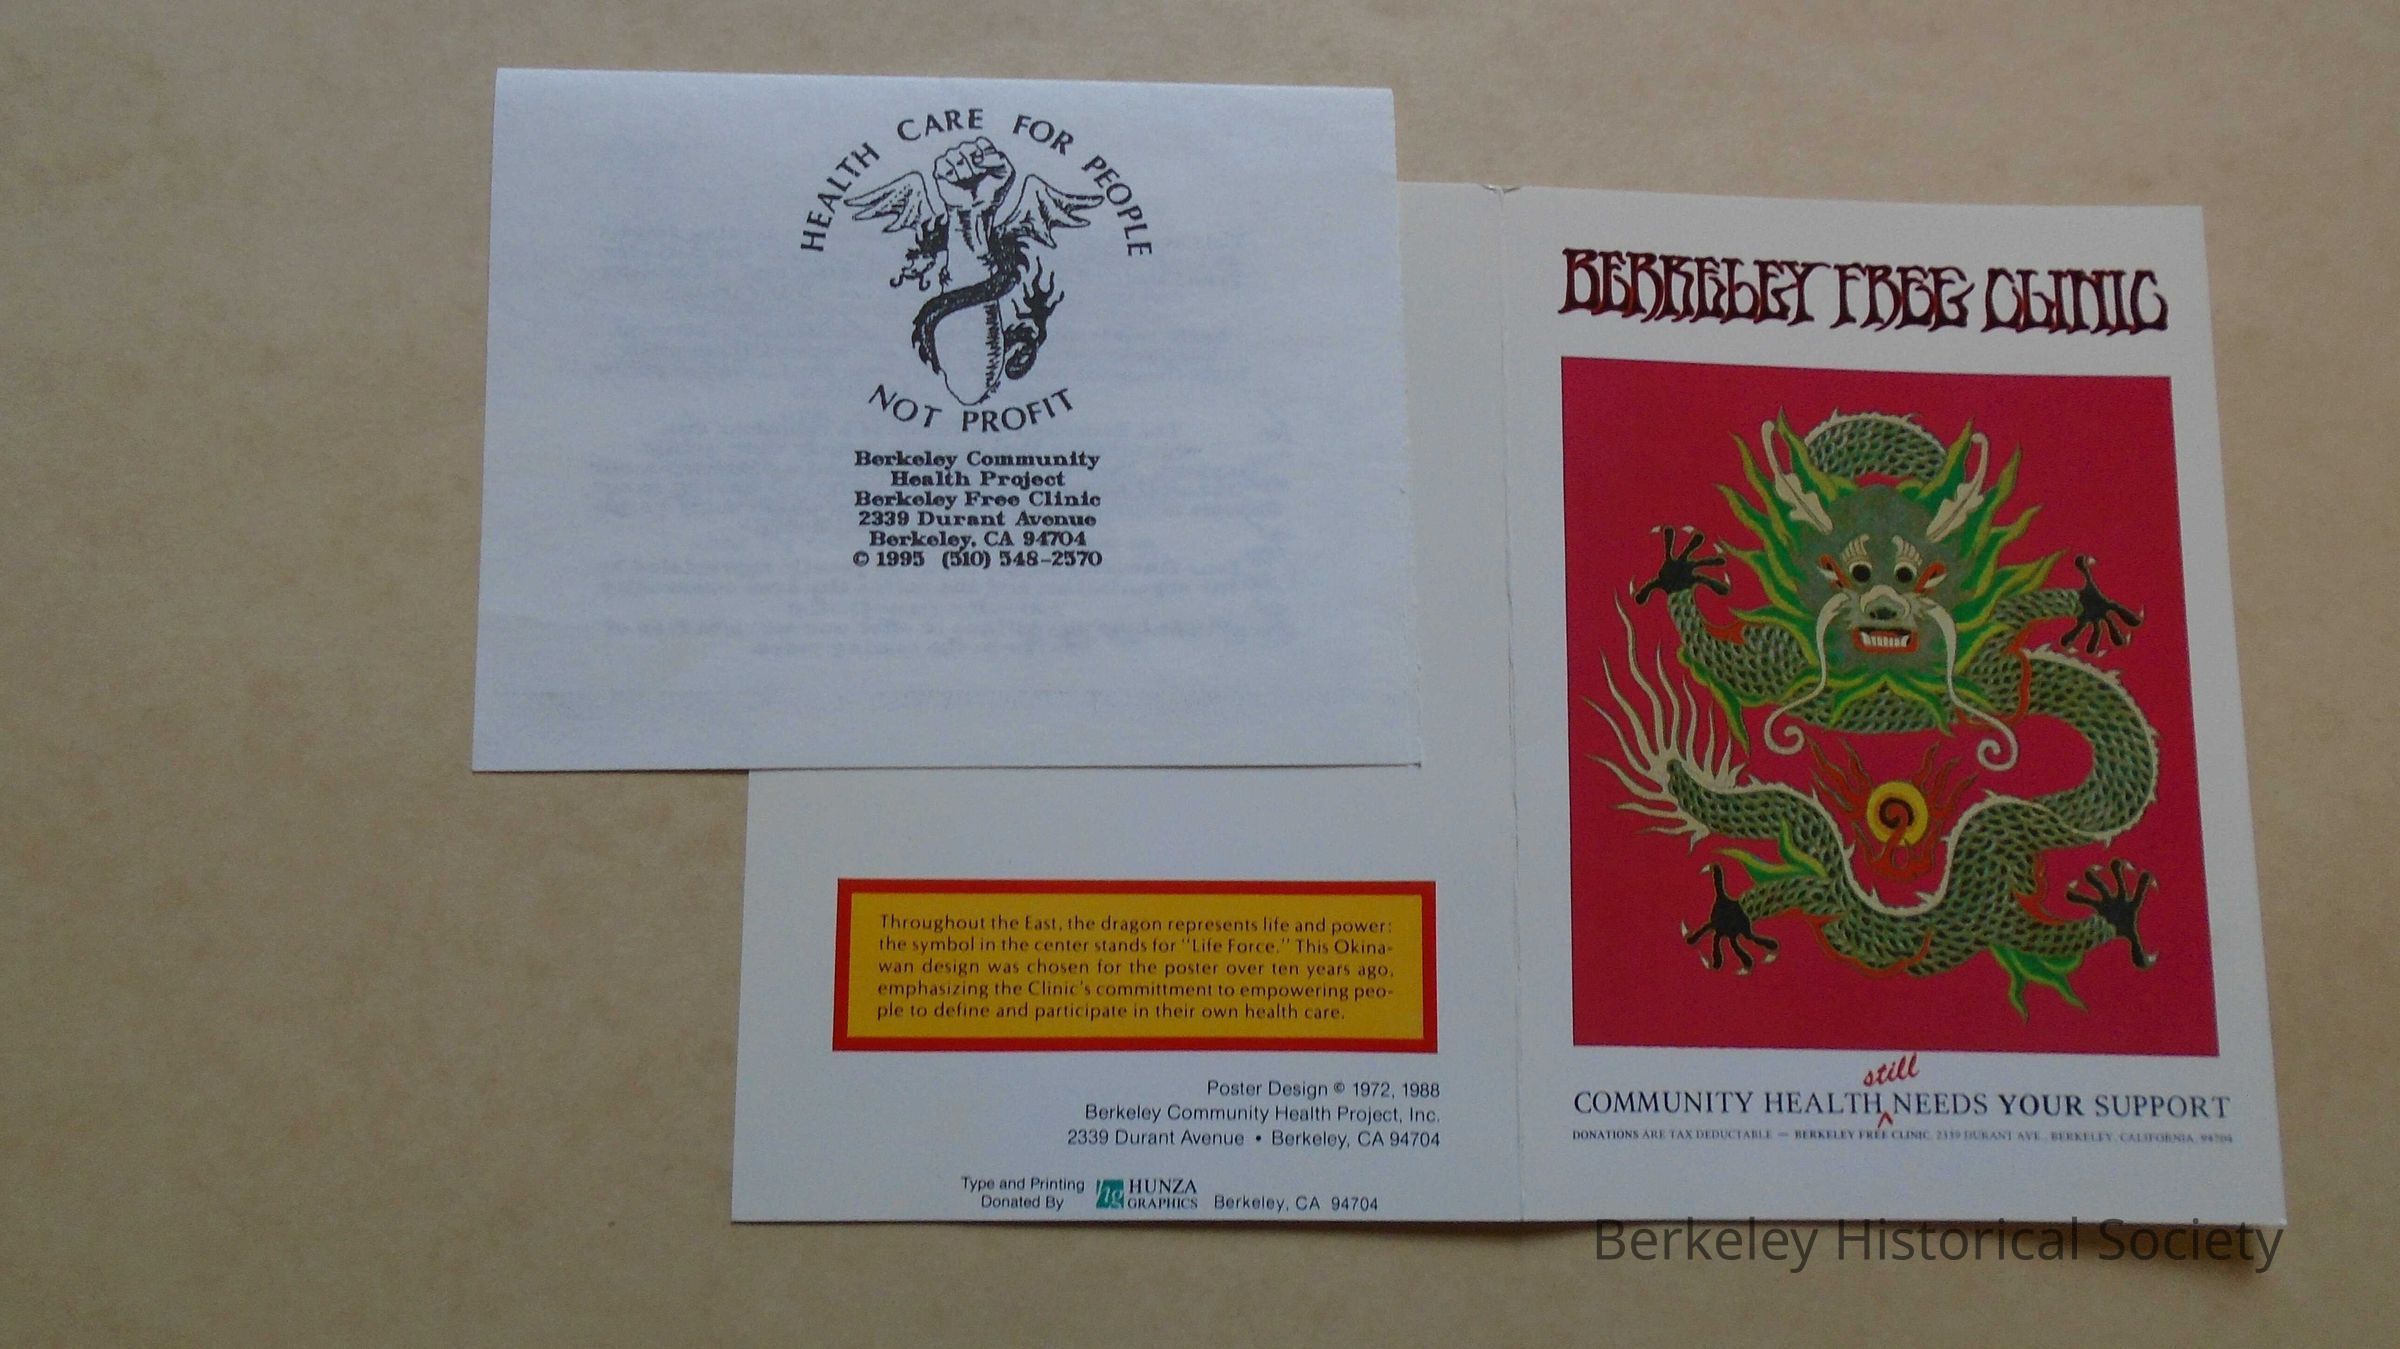 HEALTH CARE FOR PEOPLE
NOT PROFIT
Berkeley Community
Health Project
Berkeley Free Clinic
2339 Durant Avenue
Berkeley, CA 94704
© 1995 (510) 548-2570
Throughout the East, the dragon represents life and power:
the symbol in the center stands for "Life Force." This Okina-
wan design was chosen for the poster over ten years ago,
emphasizing the Clinic's committment to empowering peo-
ple to define and participate in their own health care.
Poster Design © 1972, 1988
Berkeley Community Health Project, Inc.
2339 Durant Avenue • Berkeley, CA 94704
Type and Printing
Donated By
hg HUNZA
GRAPHICS
Berkeley, CA 94704
BERKELEY FREE CLINIC
still
COMMUNITY HEALTH NEEDS YOUR SUPPORT
DONATIONS ARE TAX DEDUCTABLE — BERKELEY FREE CLINIC, 2339 DURANT AVE., BERKELEY, CALIFORNIA, 94704
Berkeley Historical Society